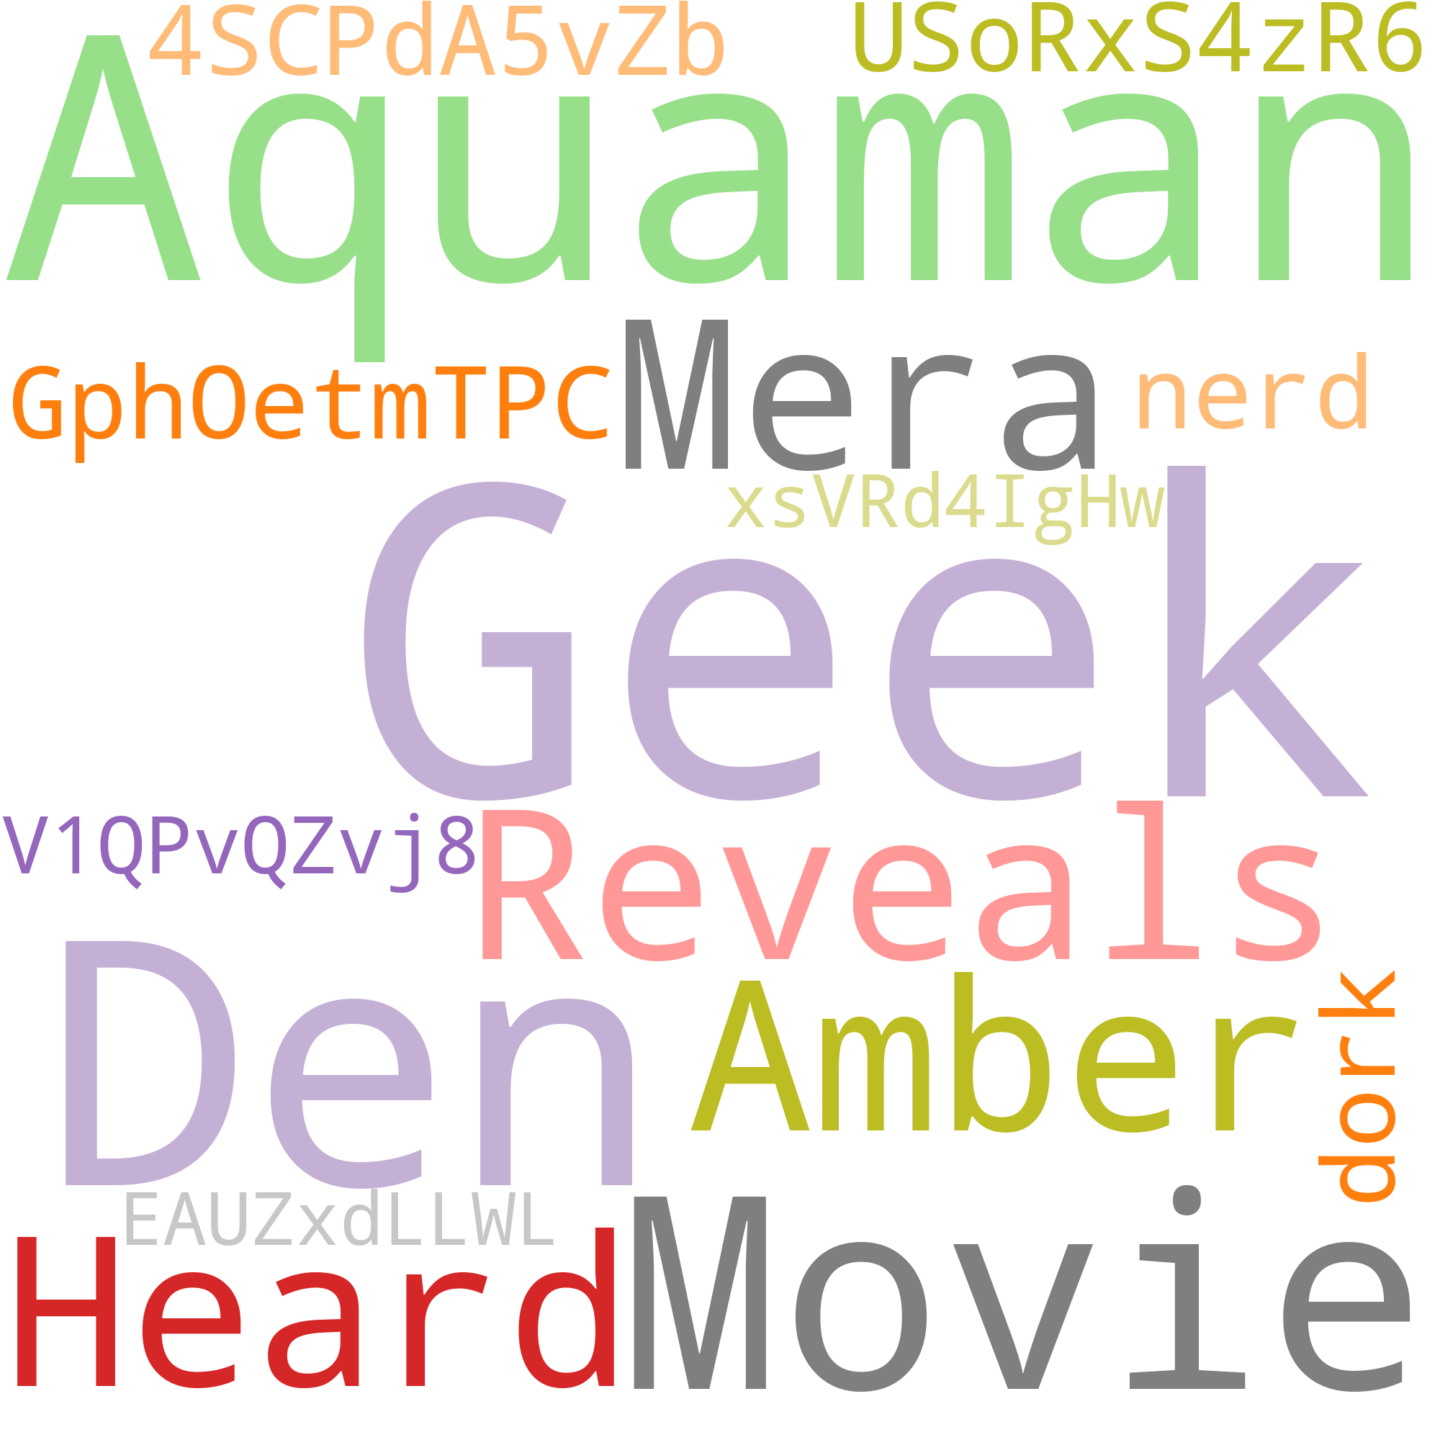 4SCPdA5vZb USoRxS4zR6
Aquaman
GphOetmTPC Mera nerd
xsVRd4IgHw
Geek
V1QPvQZvj8 Reveals
Den Amber dork
EAUZxdLLWL
Heard Movie